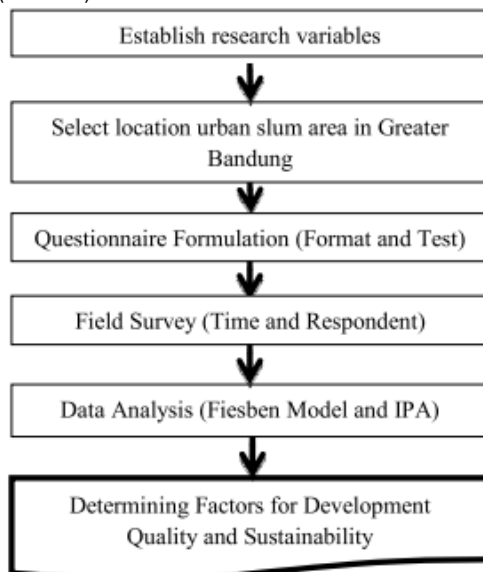 Establish research variables
Select location urban slum area in Greater
Bandung
Questionnaire Formulation (Format and Test)
Field Survey (Time and Respondent)
Data Analysis (Fiesben Model and IPA)
Determining Factors for Development
Quality and Sustainability